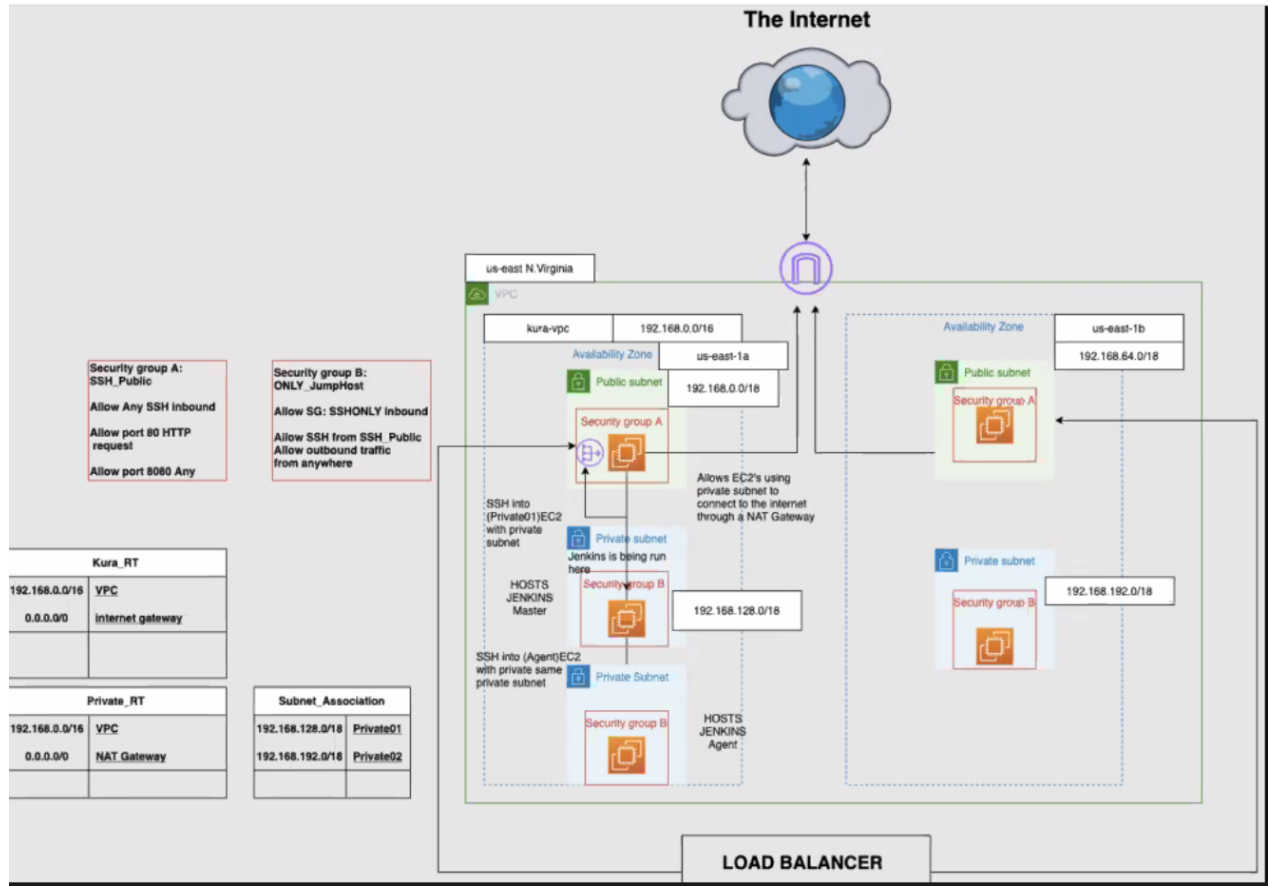 The Internet
us-east N.Virginia
VPC
kura-vpc
192.168.0.0/16
Availability Zone
us-east-1a
Public subnet
192.168.0.0/18
Security group A
Availability Zone
us-east-1b
192.168.64.0/18
Public subnet
Security group A
Security group A:
SSH_Public
Allow Any SSH inbound
Allow port 80 HTTP
request
Allow port 8080 Any
Security group B:
ONLY_JumpHost
Allow SG: SSHONLY inbound
Allow SSH from SSH_Public
Allow outbound traffic
from anywhere
Allows EC2's using
private subnet to
connect to the internet
through a NAT Gateway
SSH into
(Private01)EC2
with private
subnet
Private subnet
Jenkins is being run
here
Security group B
HOSTS
JENKINS
Master
192.168.128.0/18
Private subnet
192.168.192.0/18
Security group B
SSH into (Agent)EC2
with private same
private subnet
Private Subnet
Security group B
HOSTS
JENKINS
Agent
Kura_RT
192.168.0.0/16 VPC
0.0.0.0/0 internet gateway
Private_RT
192.168.0.0/16 VPC
0.0.0.0/0 NAT Gateway
Subnet_Association
192.168.128.0/18 Private01
192.168.192.0/18 Private02
LOAD BALANCER